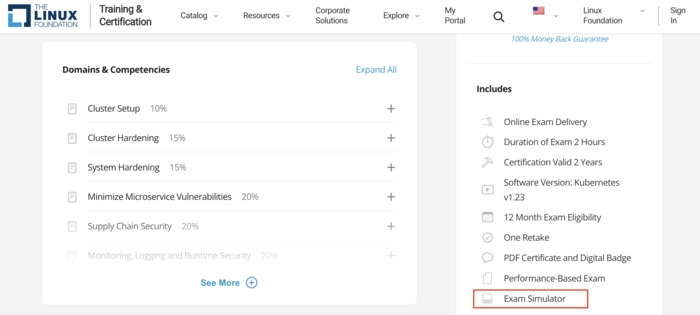 THE
LINUX
FOUNDATION
Training &
Certification
Catalog
Resources
Corporate
Solutions
Explore
My
Portal
Linux
Foundation
Sign
In
100% Money Back Guarantee
Domains & Competencies
Expand All
Cluster Setup 10%
Cluster Hardening 15%
System Hardening 15%
Minimize Microservice Vulnerabilities 20%
Supply Chain Security 20%
Monitoring, Logging and Runtime Security 20%
See More
Includes
Online Exam Delivery
Duration of Exam 2 Hours
Certification Valid 2 Years
Software Version: Kubernetes
v1.23
12 Month Exam Eligibility
One Retake
PDF Certificate and Digital Badge
Performance-Based Exam
Exam Simulator